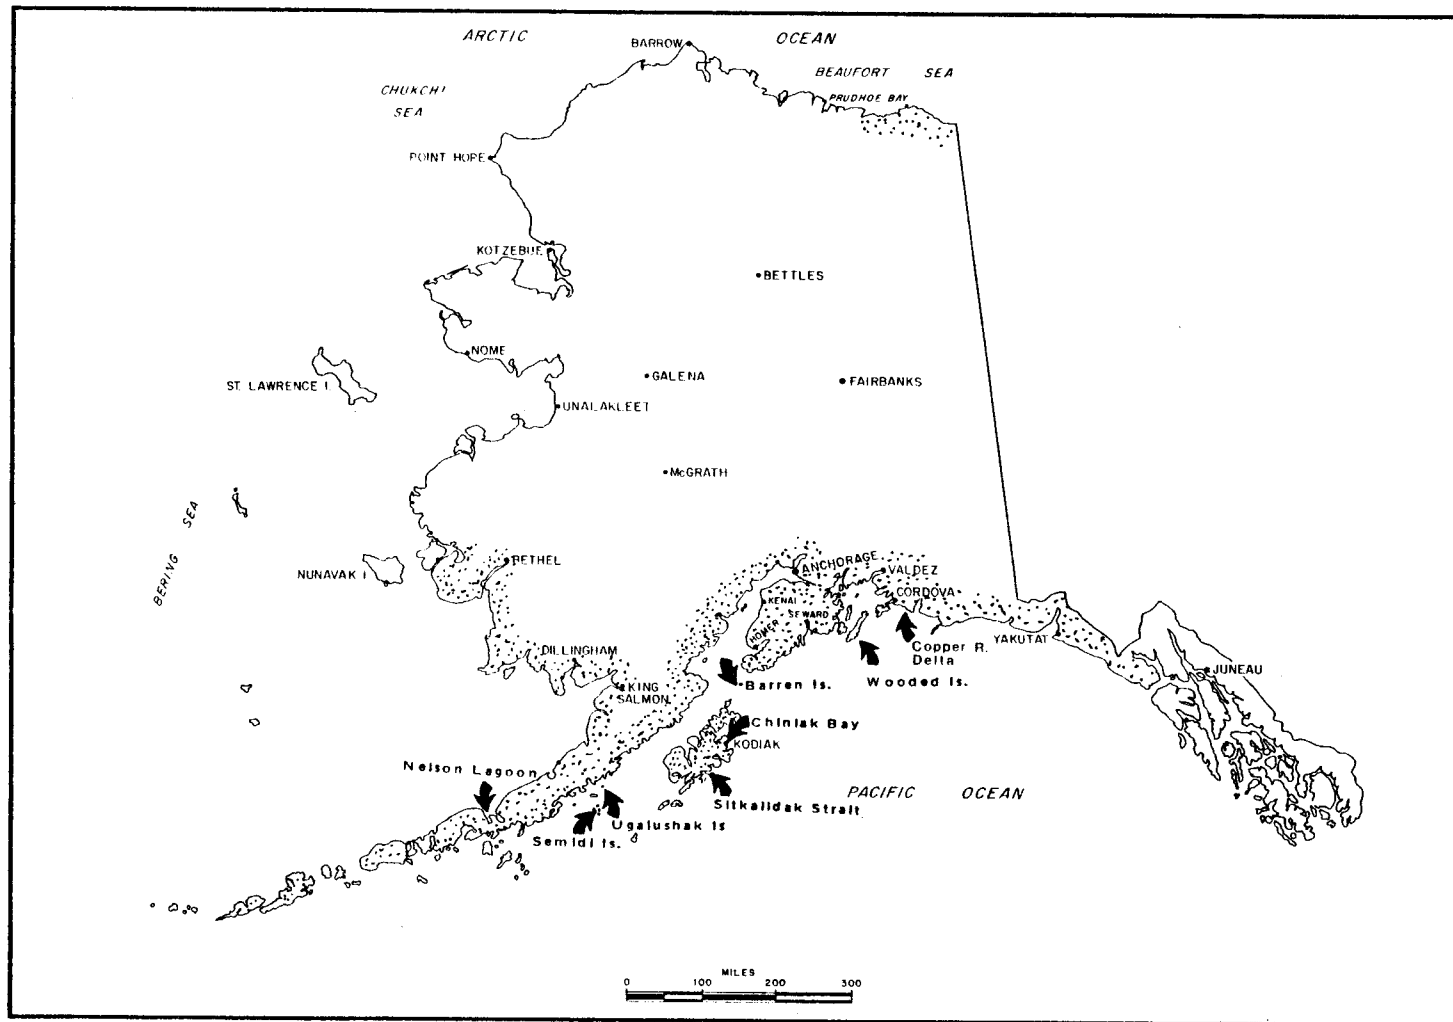 ARCTIC OCEAN
BARROW
BEAUFORT SEA
PRUDHOE BAY
CHUKCHI
SEA
POINT HOPE
KOTZEBUE
BETTLES
NOME
GALENA
FAIRBANKS
ST. LAWRENCE I.
UNALAKLEET
McGRATH
BERING SEA
NUNAVAK I
BETHEL
ANCHORAGE
VALDEZ
KENAI
SEWARD
CORDOVA
HOMER
YAKUTAT
Copper R.
Delta
DILLINGHAM
JUNEAU
Wooded Is.
KING
SALMON
Barren Is.
Chiniak Bay
KODIAK
Nelson Lagoon
PACIFIC OCEAN
Sitkalidak Strait
Ugalushak Is
Semidi Is.
MILES
0 100 200 300